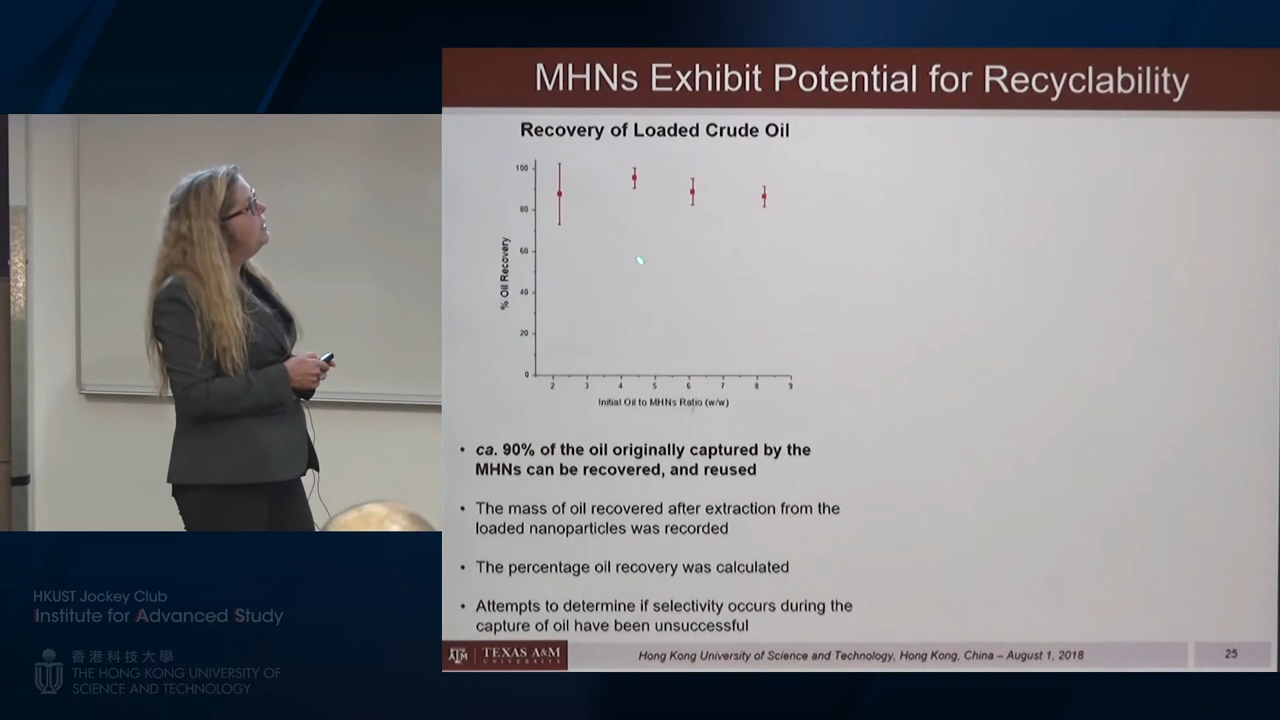 MHNs Exhibit Potential for Recyclability
Recovery of Loaded Crude Oil
100
80
60
40
20
0
% Oil Recovery
2 3 4 5 6 7 8 9
Initial Oil to MHNs Ratio (w/w)
• ca. 90% of the oil originally captured by the
MHNs can be recovered, and reused
• The mass of oil recovered after extraction from the
loaded nanoparticles was recorded
• The percentage oil recovery was calculated
• Attempts to determine if selectivity occurs during the
capture of oil have been unsuccessful
ATM TEXAS A&M
UNIVERSITY
Hong Kong University of Science and Technology, Hong Kong, China – August 1, 2018
25
HKUST Jockey Club
Institute for Advanced Study
香港科技大學
THE HONG KONG UNIVERSITY OF
SCIENCE AND TECHNOLOGY